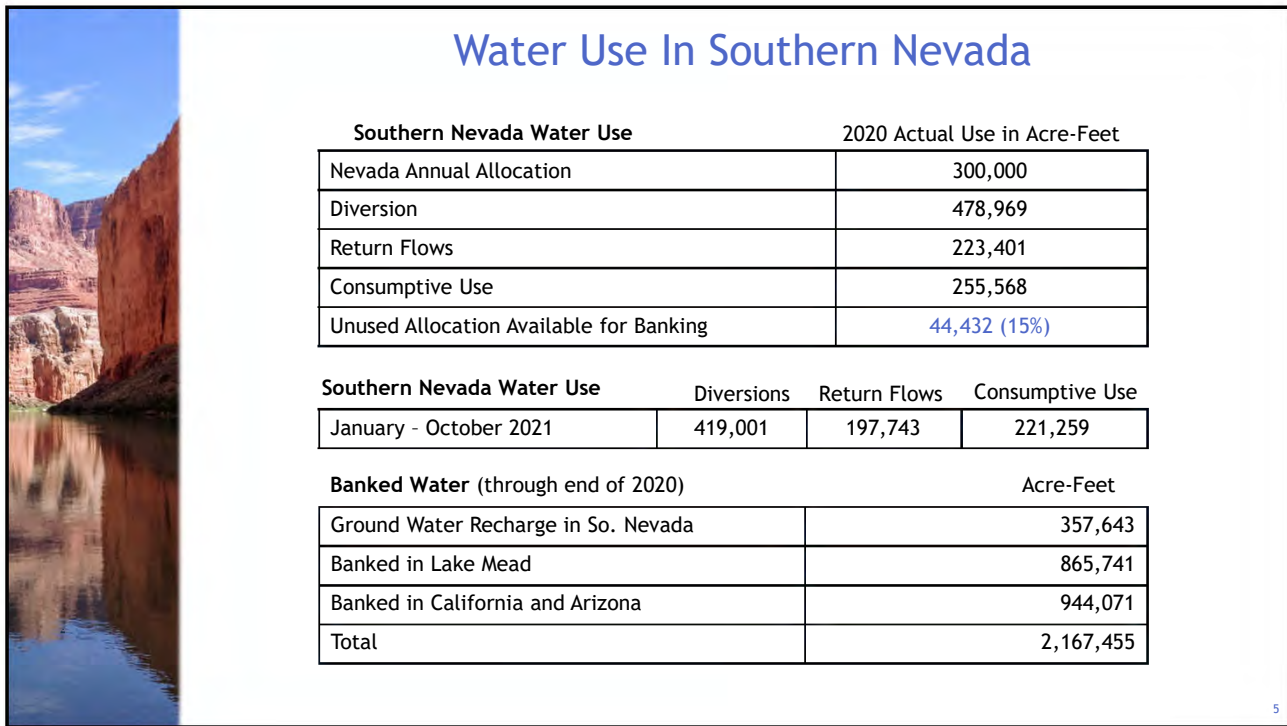 Water Use In Southern Nevada
Southern Nevada Water Use 2020 Actual Use in Acre-Feet
Nevada Annual Allocation 300,000
Diversion 478,969
Return Flows 223,401
Consumptive Use 255,568
Unused Allocation Available for Banking 44,432 (15%)
Southern Nevada Water Use Diversions Return Flows Consumptive Use
January – October 2021 419,001 197,743 221,259
Banked Water (through end of 2020) Acre-Feet
Ground Water Recharge in So. Nevada 357,643
Banked in Lake Mead 865,741
Banked in California and Arizona 944,071
Total 2,167,455
5